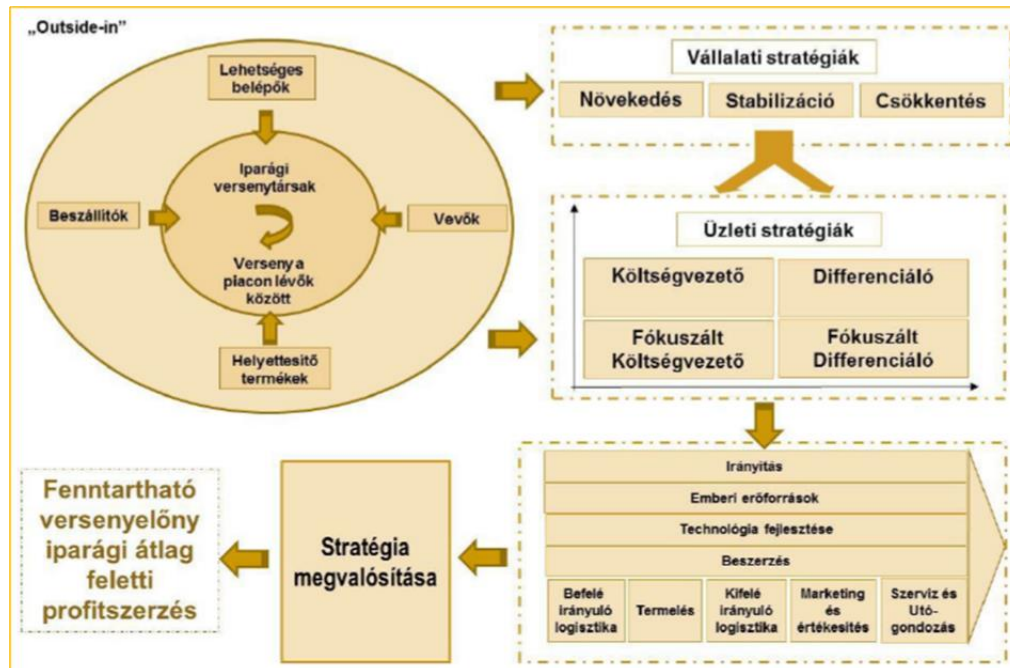 „Outside-in”
Lehetséges
belépők
Iparági
versenytársak
Beszállítók
Vevők
Verseny a
piacon lévők
között
Helyettesítő
termékek
Vállalati stratégiák
Növekedés
Stabilizáció
Csökkentés
Üzleti stratégiák
Költségvezető
Differenciáló
Fókuszált
Költségvezető
Fókuszált
Differenciáló
Irányítás
Emberi erőforrások
Technológia fejlesztése
Beszerzés
Befelé
irányuló
logisztika
Termelés
Kifelé
irányuló
logisztika
Marketing
és
értékesítés
Szerviz és
Utó-
gondozás
Stratégia
megvalósítása
Fenntartható
versenyelőny
iparági átlag
feletti
profitszerzés